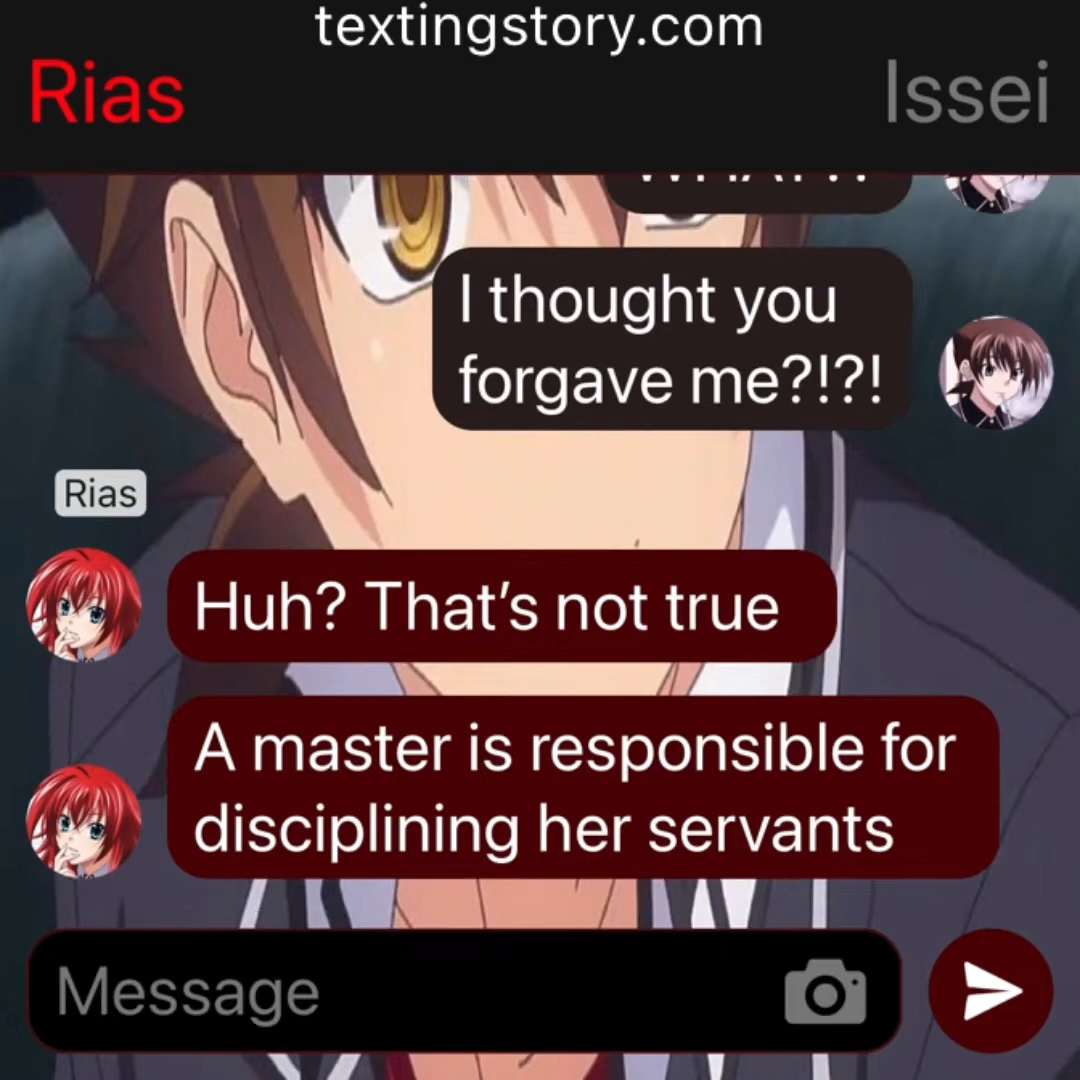 textingstory.com
Rias
Issei
I thought you
forgave me?!?!
Rias
Huh? That’s not true
A master is responsible for
disciplining her servants
Message